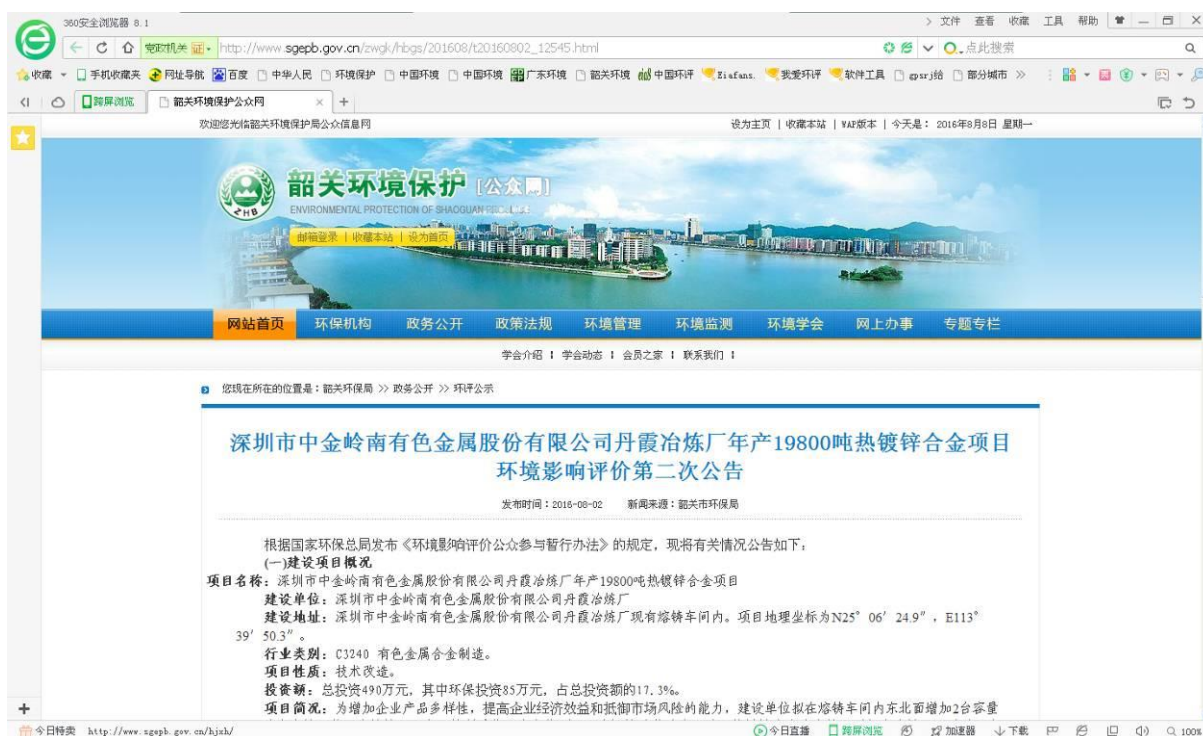 360安全浏览器 8.1
文件 查看 收藏 工具 帮助
党政机关 证 http://www.sgepb.gov.cn/zwgk/hbgs/201608/t20160802_12545.html 点此搜索
收藏 手机收藏夹 网址导航 百度 中华人民 环境保护 中国环境 中国环境 广东环境 韶关环境 中国环评 Eiafans. 我爱环评 软件工具 gpsrj给 部分城市
跨屏浏览 韶关环境保护公众网
欢迎您光临韶关环境保护局公众信息网 设为主页 | 收藏本站 | WAP版本 | 今天是: 2016年8月8日 星期一
韶关环境保护 [公众网]
ZHB
ENVIRONMENTAL PROTECTION OF SHAOGUAN
邮箱登录 | 收藏本站 | 设为首页
网站首页 环保机构 政务公开 政策法规 环境管理 环境监测 环境学会 网上办事 专题专栏
学会介绍 | 学会动态 | 会员之家 | 联系我们 |
您现在所在的位置是：韶关环保局 >> 政务公开 >> 环评公示
深圳市中金岭南有色金属股份有限公司丹霞冶炼厂年产19800吨热镀锌合金项目
环境影响评价第二次公告
发布时间：2016-08-02 新闻来源：韶关市环保局
根据国家环保总局发布《环境影响评价公众参与暂行办法》的规定，现将有关情况公告如下：
(一)建设项目概况
项目名称：深圳市中金岭南有色金属股份有限公司丹霞冶炼厂年产19800吨热镀锌合金项目
建设单位：深圳市中金岭南有色金属股份有限公司丹霞冶炼厂
建设地址：深圳市中金岭南有色金属股份有限公司丹霞冶炼厂现有熔铸车间内。项目地理坐标为N25° 06′ 24.9″，E113°
39′ 50.3″。
行业类别：C3240 有色金属合金制造。
项目性质：技术改造。
投资额：总投资490万元，其中环保投资85万元，占总投资额的17.3%。
项目简况：为增加企业产品多样性，提高企业经济效益和抵御市场风险的能力，建设单位拟在熔铸车间内东北面增加2台容量
今日特卖 http://www.sgepb.gov.cn/hjxh/ 今日直播 跨屏浏览 加速器 下载 100%